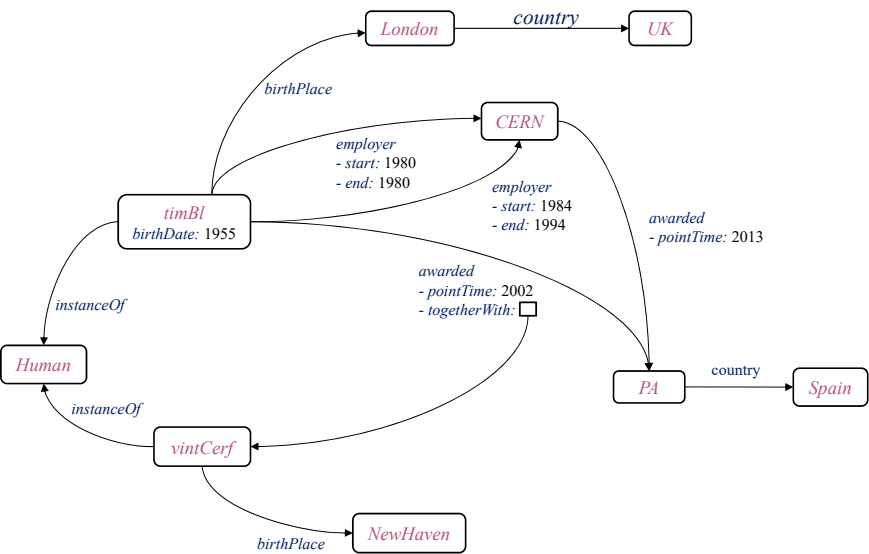 London
country
UK
birthPlace
CERN
employer
- start: 1980
- end: 1980
employer
- start: 1984
- end: 1994
timBl
birthDate: 1955
awarded
- pointTime: 2013
awarded
- pointTime: 2002
- togetherWith:
instanceOf
Human
PA
country
Spain
instanceOf
vintCerf
NewHaven
birthPlace